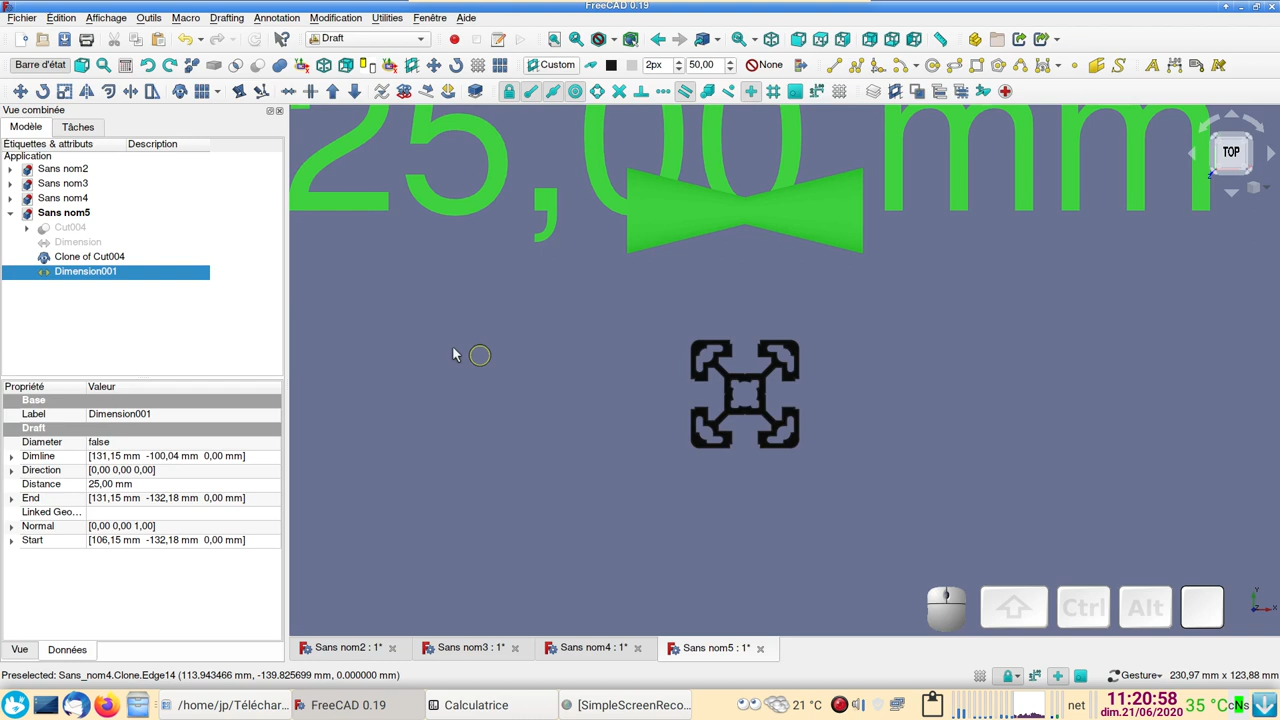 FreeCAD 0.19
Fichier Édition Affichage Outils Macro Drafting Annotation Modification Utilities Fenêtre Aide
Draft
Barre d'état Custom 2px 50,00 None
Vue combinée
Modèle Tâches
Étiquettes & attributs Description
Application
Sans nom2
Sans nom3
Sans nom4
Sans nom5
Cut004
Dimension
Clone of Cut004
Dimension001
25,00 mm
TOP
Propriété Valeur
Base
Label Dimension001
Draft
Diameter false
Dimline [131,15 mm -100,04 mm 0,00 mm]
Direction [0,00 0,00 0,00]
Distance 25,00 mm
End [131,15 mm -132,18 mm 0,00 mm]
Linked Geo...
Normal [0,00 0,00 1,00]
Start [106,15 mm -132,18 mm 0,00 mm]
Ctrl Alt
Y
X
Vue Données
Sans nom2 : 1* Sans nom3 : 1* Sans nom4 : 1* Sans nom5 : 1*
Preselected: Sans_nom4.Clone.Edge14 (113.943466 mm, -139.825699 mm, 0.000000 mm) Gesture 230,97 mm x 123,88 mm
/home/jp/Téléchar... FreeCAD 0.19 Calculatrice [SimpleScreenReco... 21 °C net 11:20:58 35 °C
dim.21/06/2020